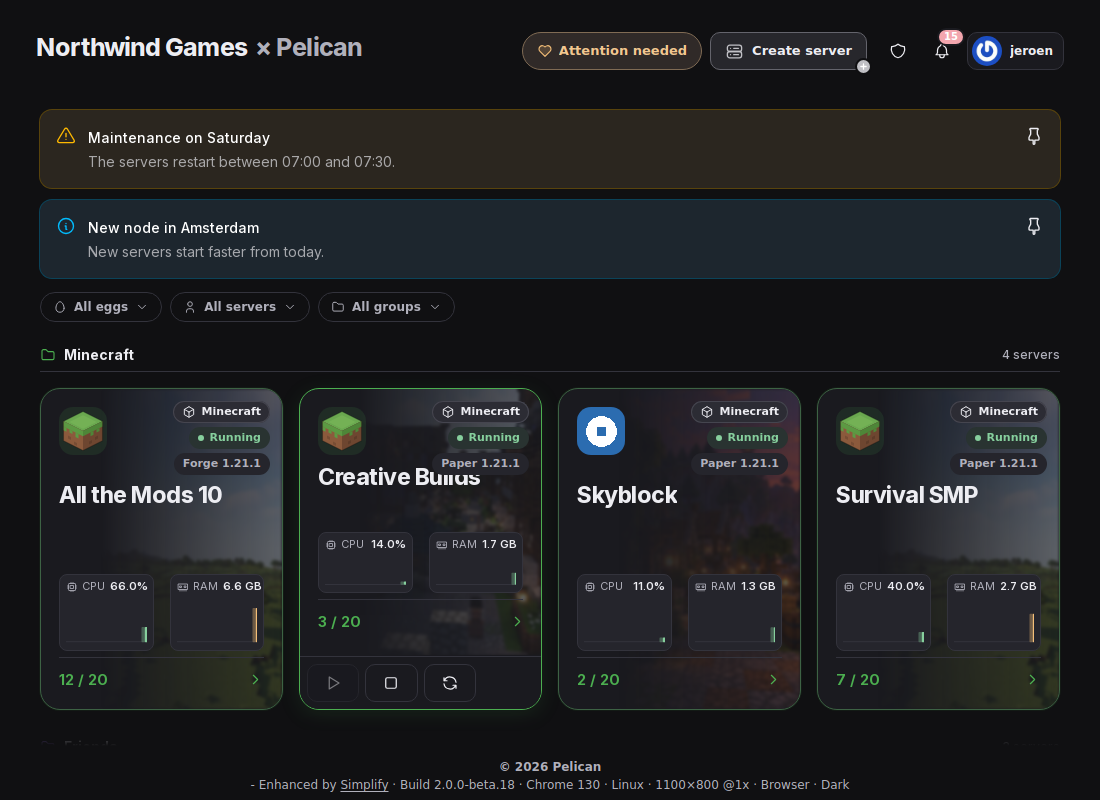 Northwind Games × Pelican
Attention needed
Create server
15
jeroen
Maintenance on Saturday
The servers restart between 07:00 and 07:30.
New node in Amsterdam
New servers start faster from today.
All eggs
All servers
All groups
Minecraft
4 servers
Minecraft
Running
Forge 1.21.1
All the Mods 10
CPU 66.0%
RAM 6.6 GB
12 / 20
Minecraft
Running
Paper 1.21.1
Creative Builds
CPU 14.0%
RAM 1.7 GB
3 / 20
Minecraft
Running
Paper 1.21.1
Skyblock
CPU 11.0%
RAM 1.3 GB
2 / 20
Minecraft
Running
Paper 1.21.1
Survival SMP
CPU 40.0%
RAM 2.7 GB
7 / 20
Friends
© 2026 Pelican
- Enhanced by Simplify · Build 2.0.0-beta.18 · Chrome 130 · Linux · 1100×800 @1x · Browser · Dark